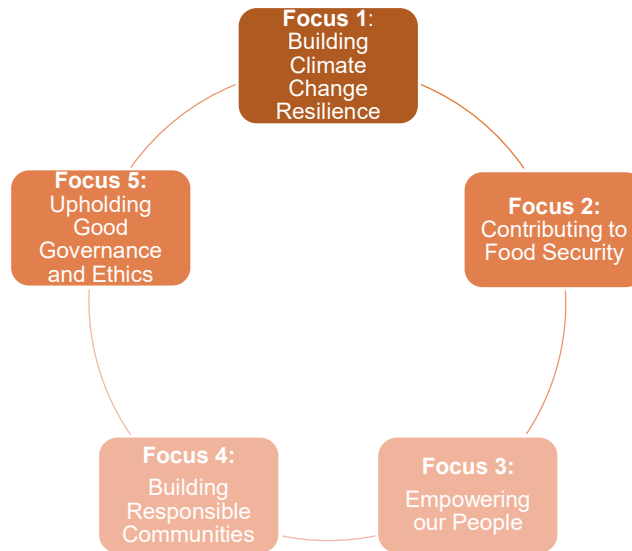 Focus 1:
Building
Climate
Change
Resilience
Focus 2:
Contributing to
Food Security
Focus 3:
Empowering
our People
Focus 4:
Building
Responsible
Communities
Focus 5:
Upholding
Good
Governance
and Ethics